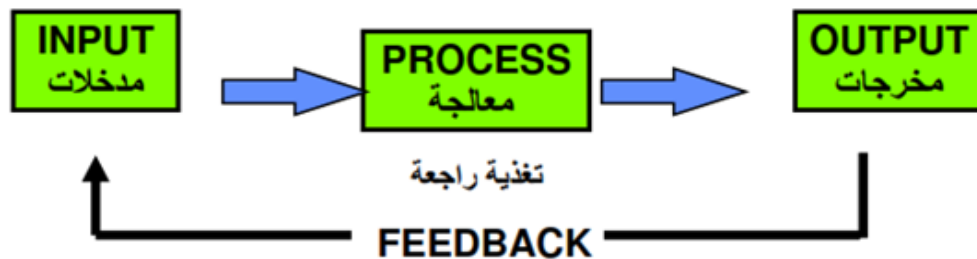 INPUT
مدخلات
PROCESS
معالجة
OUTPUT
مخرجات
تغذية راجعة
FEEDBACK